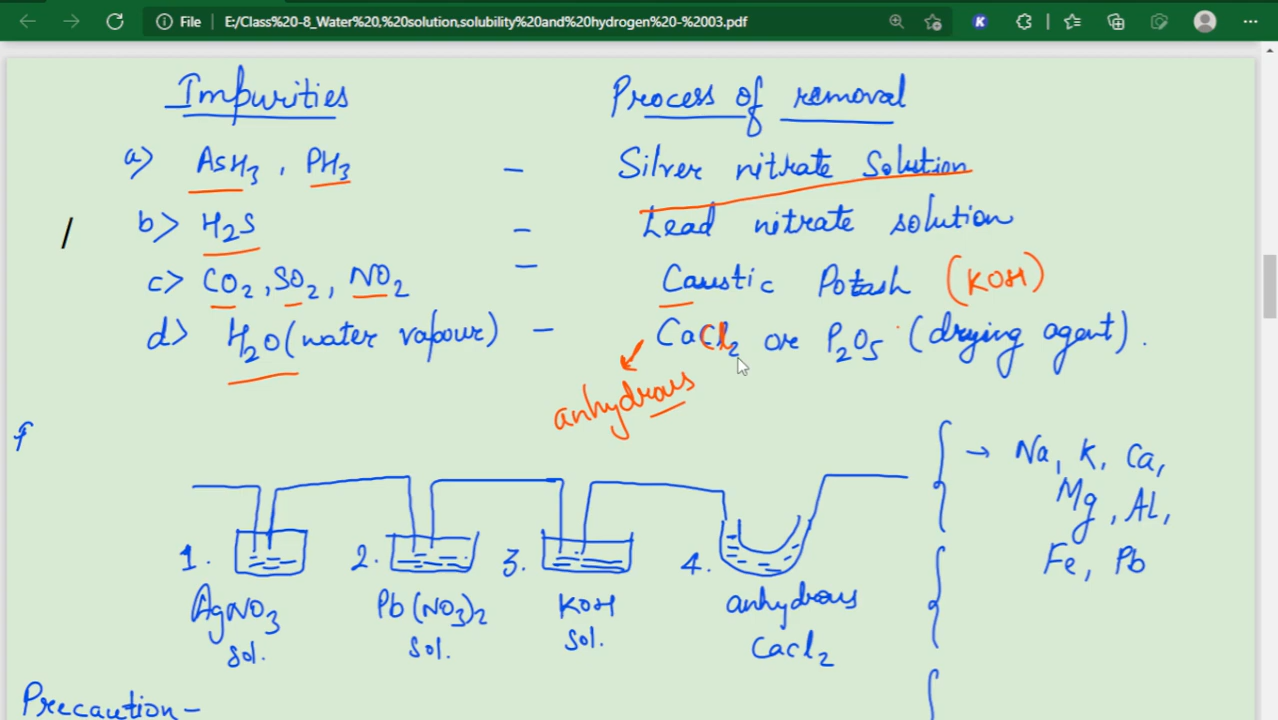 File E:/Class%20-8_Water%20,%20solution,solubility%20and%20hydrogen%20-%2003.pdf
Impurities Process of removal
a) AsH3, PH3 - Silver nitrate Solution
b) H2S - Lead nitrate solution
c) CO2, SO2, NO2 - Caustic Potash (KOH)
d) H2O (water vapour) - CaCl2 or P2O5 (drying agent).
anhydrous
→ Na, K, Ca,
Mg, Al,
Fe, Pb
1. 2. 3. 4.
AgNO3 sol. Pb(NO3)2 sol. KOH sol. anhydrous CaCl2
Precaution-